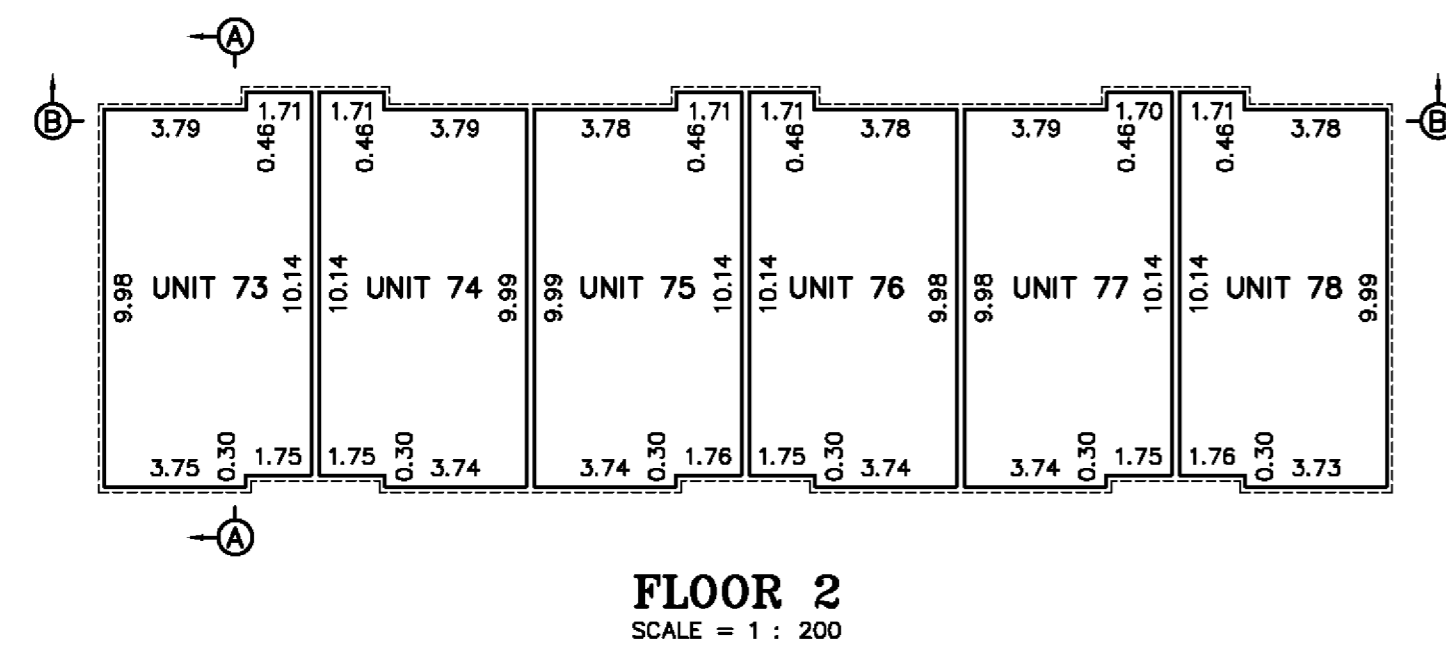 A
B
B
1.71 1.71 1.71 1.71 1.70 1.71
3.79 3.79 3.78 3.78 3.79 3.78
0.46 0.46 0.46 0.46 0.46 0.46
9.98 UNIT 73 10.14 10.14 UNIT 74 9.99 9.99 UNIT 75 10.14 10.14 UNIT 76 9.98 9.98 UNIT 77 10.14 10.14 UNIT 78 9.99
3.75 0.30 1.75 1.75 0.30 3.74 3.74 0.30 1.76 1.75 0.30 3.74 3.74 0.30 1.75 1.76 0.30 3.73
A
FLOOR 2
SCALE = 1 : 200